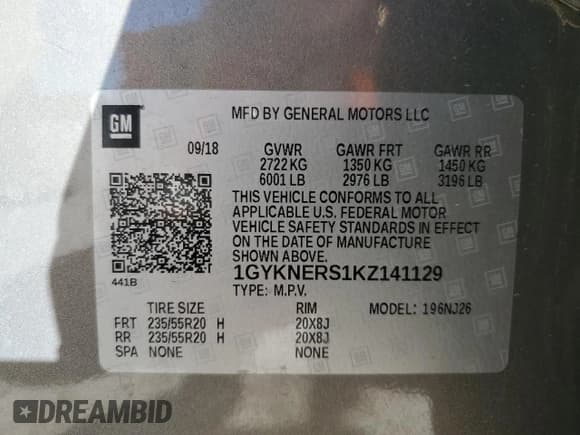 GM
MFD BY GENERAL MOTORS LLC
09/18 GVWR GAWR FRT GAWR RR
2722 KG 1350 KG 1450 KG
6001 LB 2976 LB 3196 LB
THIS VEHICLE CONFORMS TO ALL
APPLICABLE U.S. FEDERAL MOTOR
VEHICLE SAFETY STANDARDS IN EFFECT
ON THE DATE OF MANUFACTURE
SHOWN ABOVE.
1GYKNERS1KZ141129
441B
TYPE: M.P.V.
TIRE SIZE RIM MODEL: 196NJ26
FRT 235/55R20 H 20X8J
RR 235/55R20 H 20X8J
SPA NONE NONE
DREAMBID